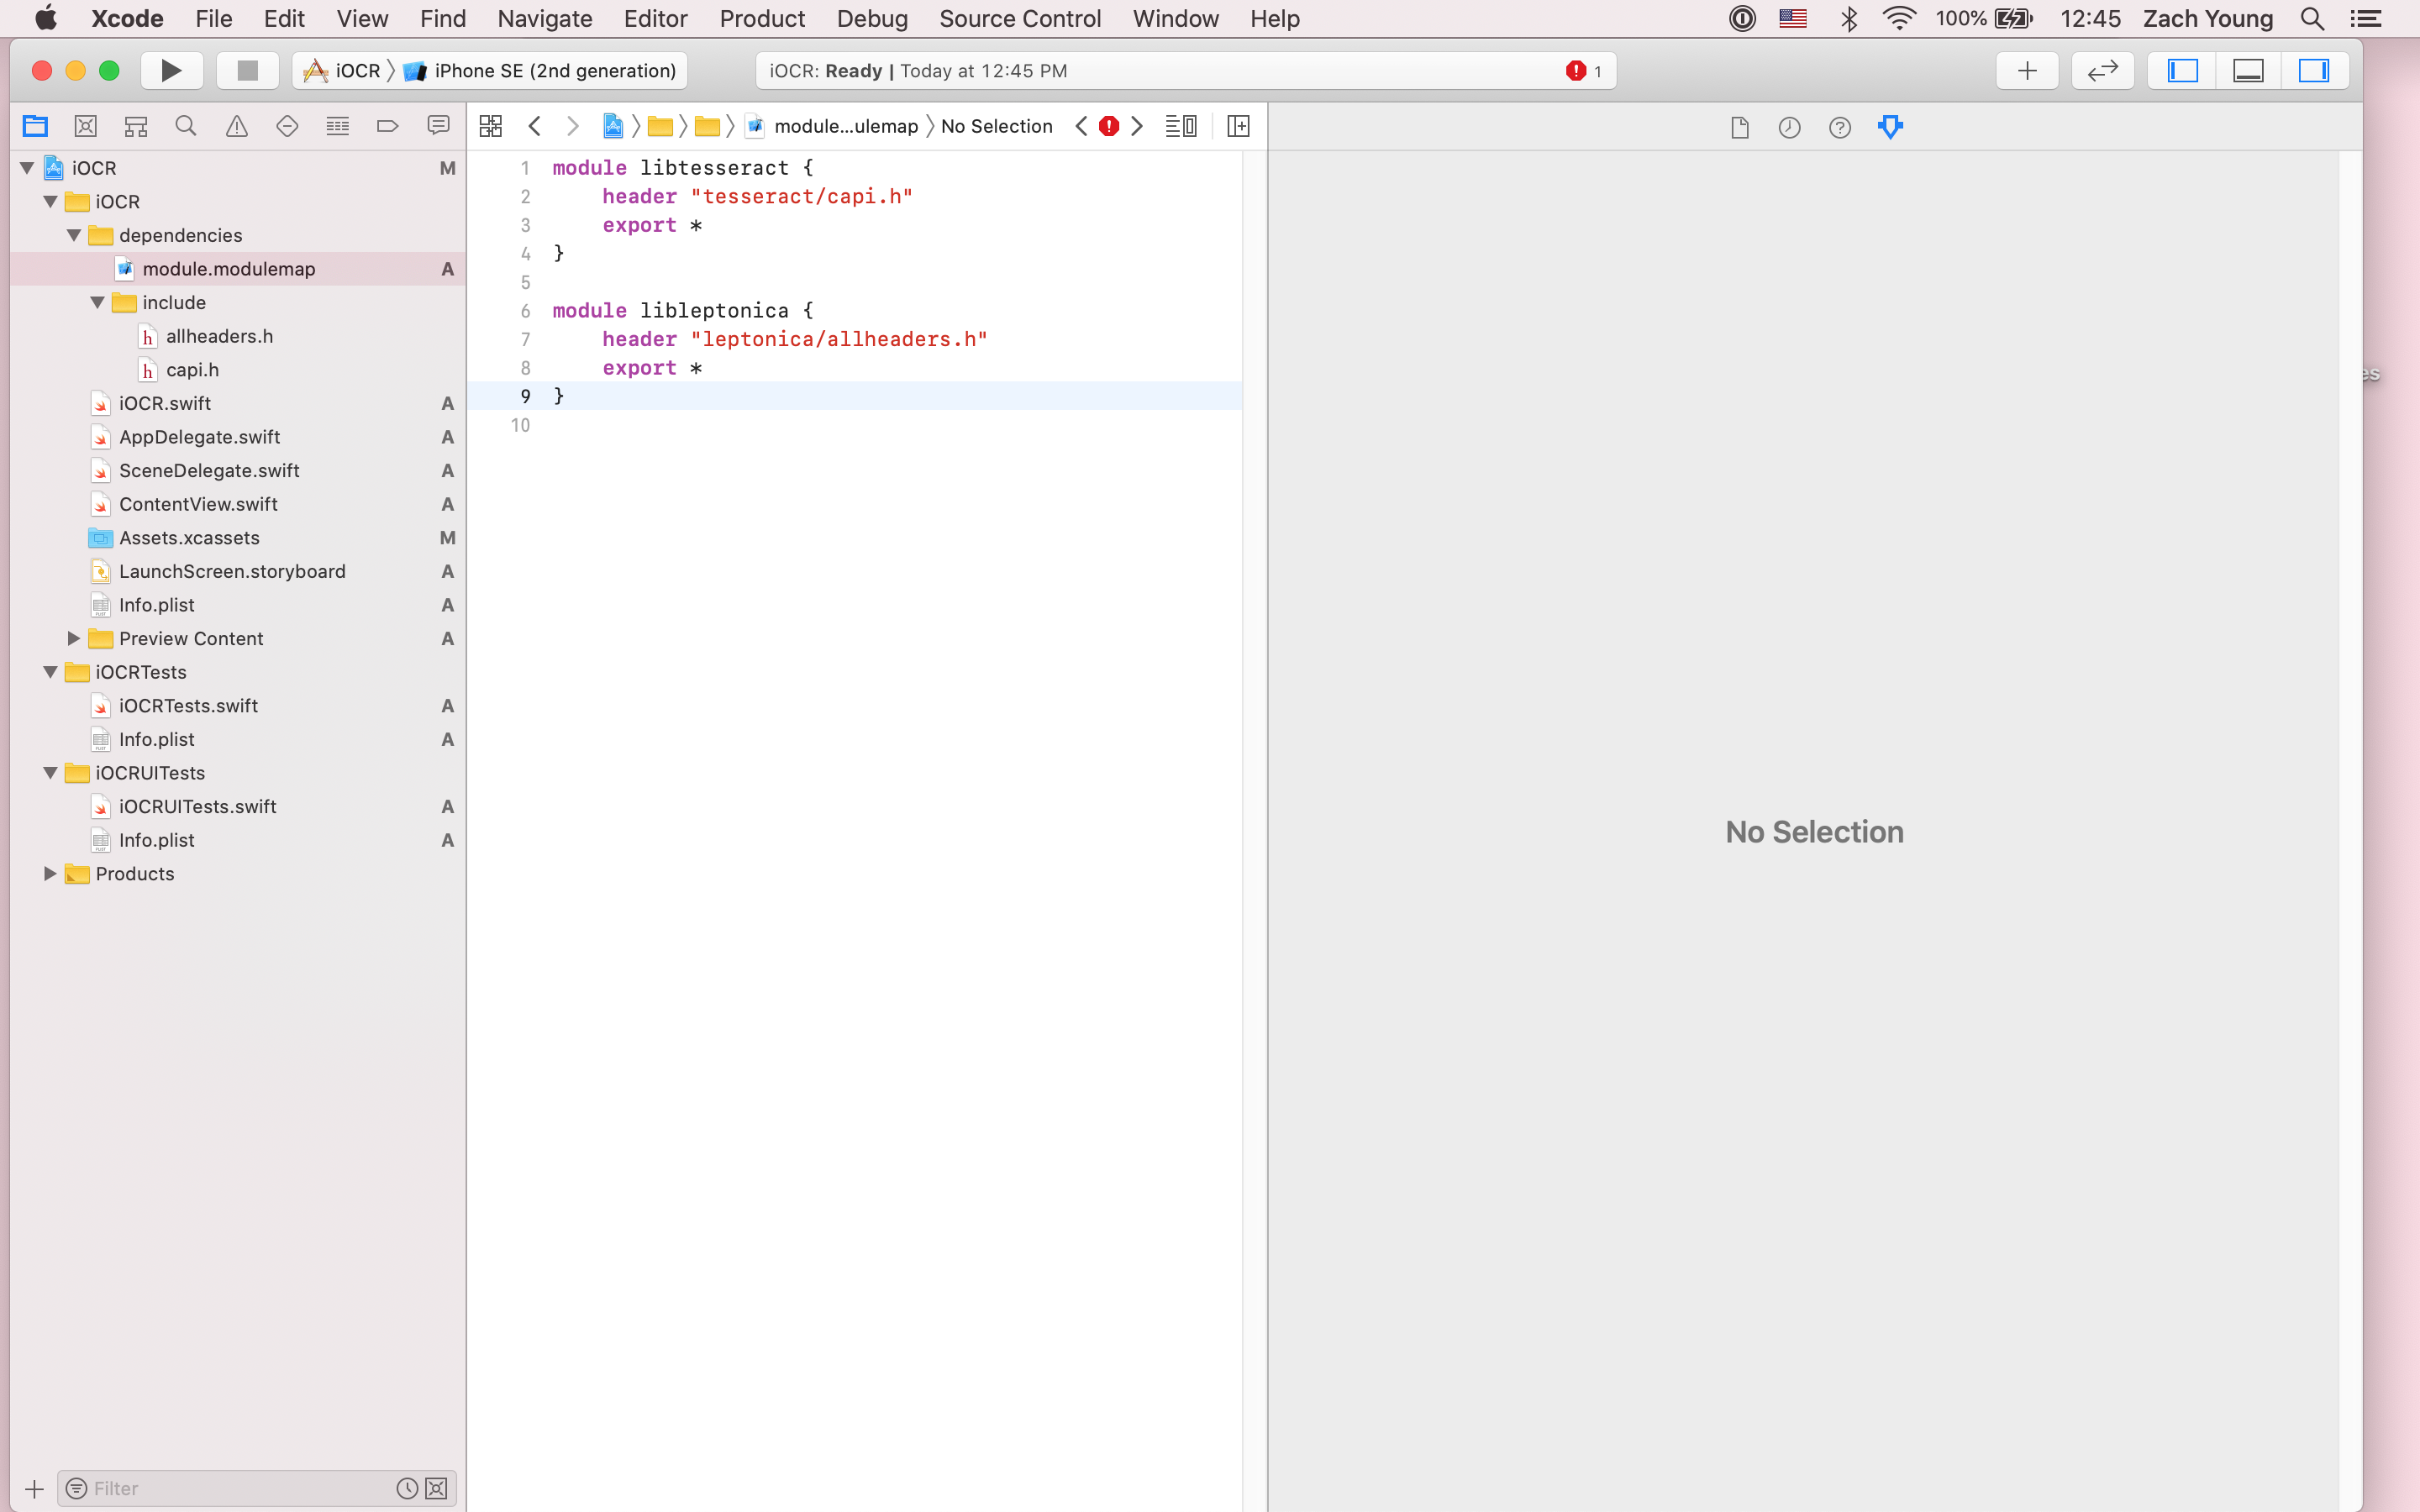 Xcode File Edit View Find Navigate Editor Product Debug Source Control Window Help 100% 12:45 Zach Young
iOCR iPhone SE (2nd generation) iOCR: Ready | Today at 12:45 PM 1
module...ulemap No Selection
iOCR M
iOCR
dependencies
module.modulemap A
include
h allheaders.h
h capi.h
iOCR.swift A
AppDelegate.swift A
SceneDelegate.swift A
ContentView.swift A
Assets.xcassets M
LaunchScreen.storyboard A
Info.plist A
Preview Content A
iOCRTests
iOCRTests.swift A
Info.plist A
iOCRUITests
iOCRUITests.swift A
Info.plist A
Products
Filter
1 module libtesseract {
2 header "tesseract/capi.h"
3 export *
4 }
5
6 module libleptonica {
7 header "leptonica/allheaders.h"
8 export *
9 }
10
No Selection
es